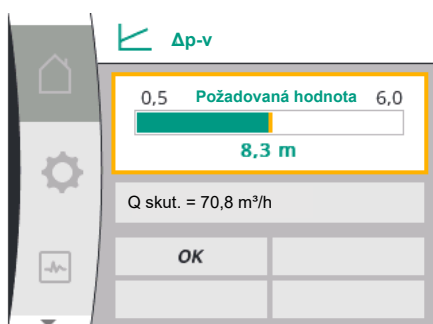 Δp-v
0,5 Požadovaná hodnota 6,0
8,3 m
Q skut. = 70,8 m³/h
OK